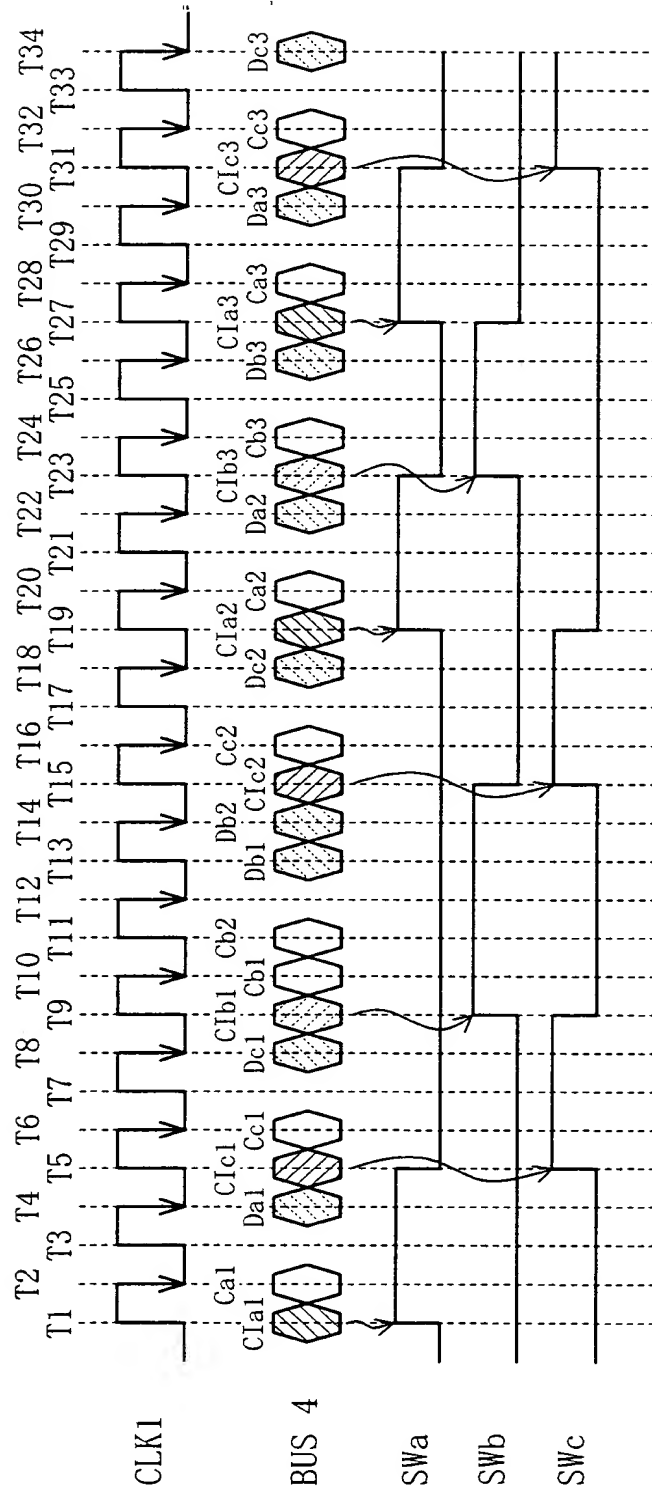 T2 T4 T6 T8 T10 T12 T14 T16 T18 T20 T22 T24 T26 T28 T30 T32 T34
T1 T3 T5 T7 T9 T11 T13 T15 T17 T19 T21 T23 T25 T27 T29 T31 T33
CLK1
Ca1 CIc1 CIb1 Cb2 Db2 Cc2 CIa2 CIb3 CIa3 CIc3
CIa1 Da1 Cc1 Dc1 Cb1 Db1 CIc2 Dc2 Ca2 Da2 Cb3 Db3 Ca3 Da3 Cc3 Dc3
BUS 4
SWa
SWb
SWc